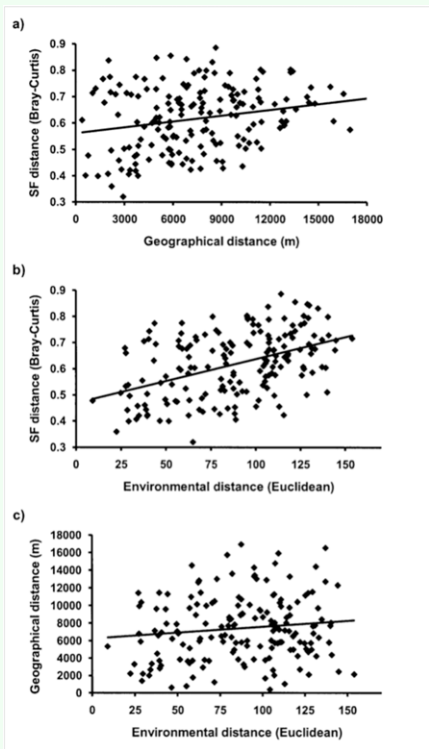 a)
0.9
0.8
0.7
0.6
0.5
0.4
0.3
SF distance (Bray-Curtis)
0 3000 6000 9000 12000 15000 18000
Geographical distance (m)
b)
0.9
0.8
0.7
0.6
0.5
0.4
0.3
SF distance (Bray-Curtis)
0 25 50 75 100 125 150
Environmental distance (Euclidean)
c)
18000
16000
14000
12000
10000
8000
6000
4000
2000
0
Geographical distance (m)
0 25 50 75 100 125 150
Environmental distance (Euclidean)